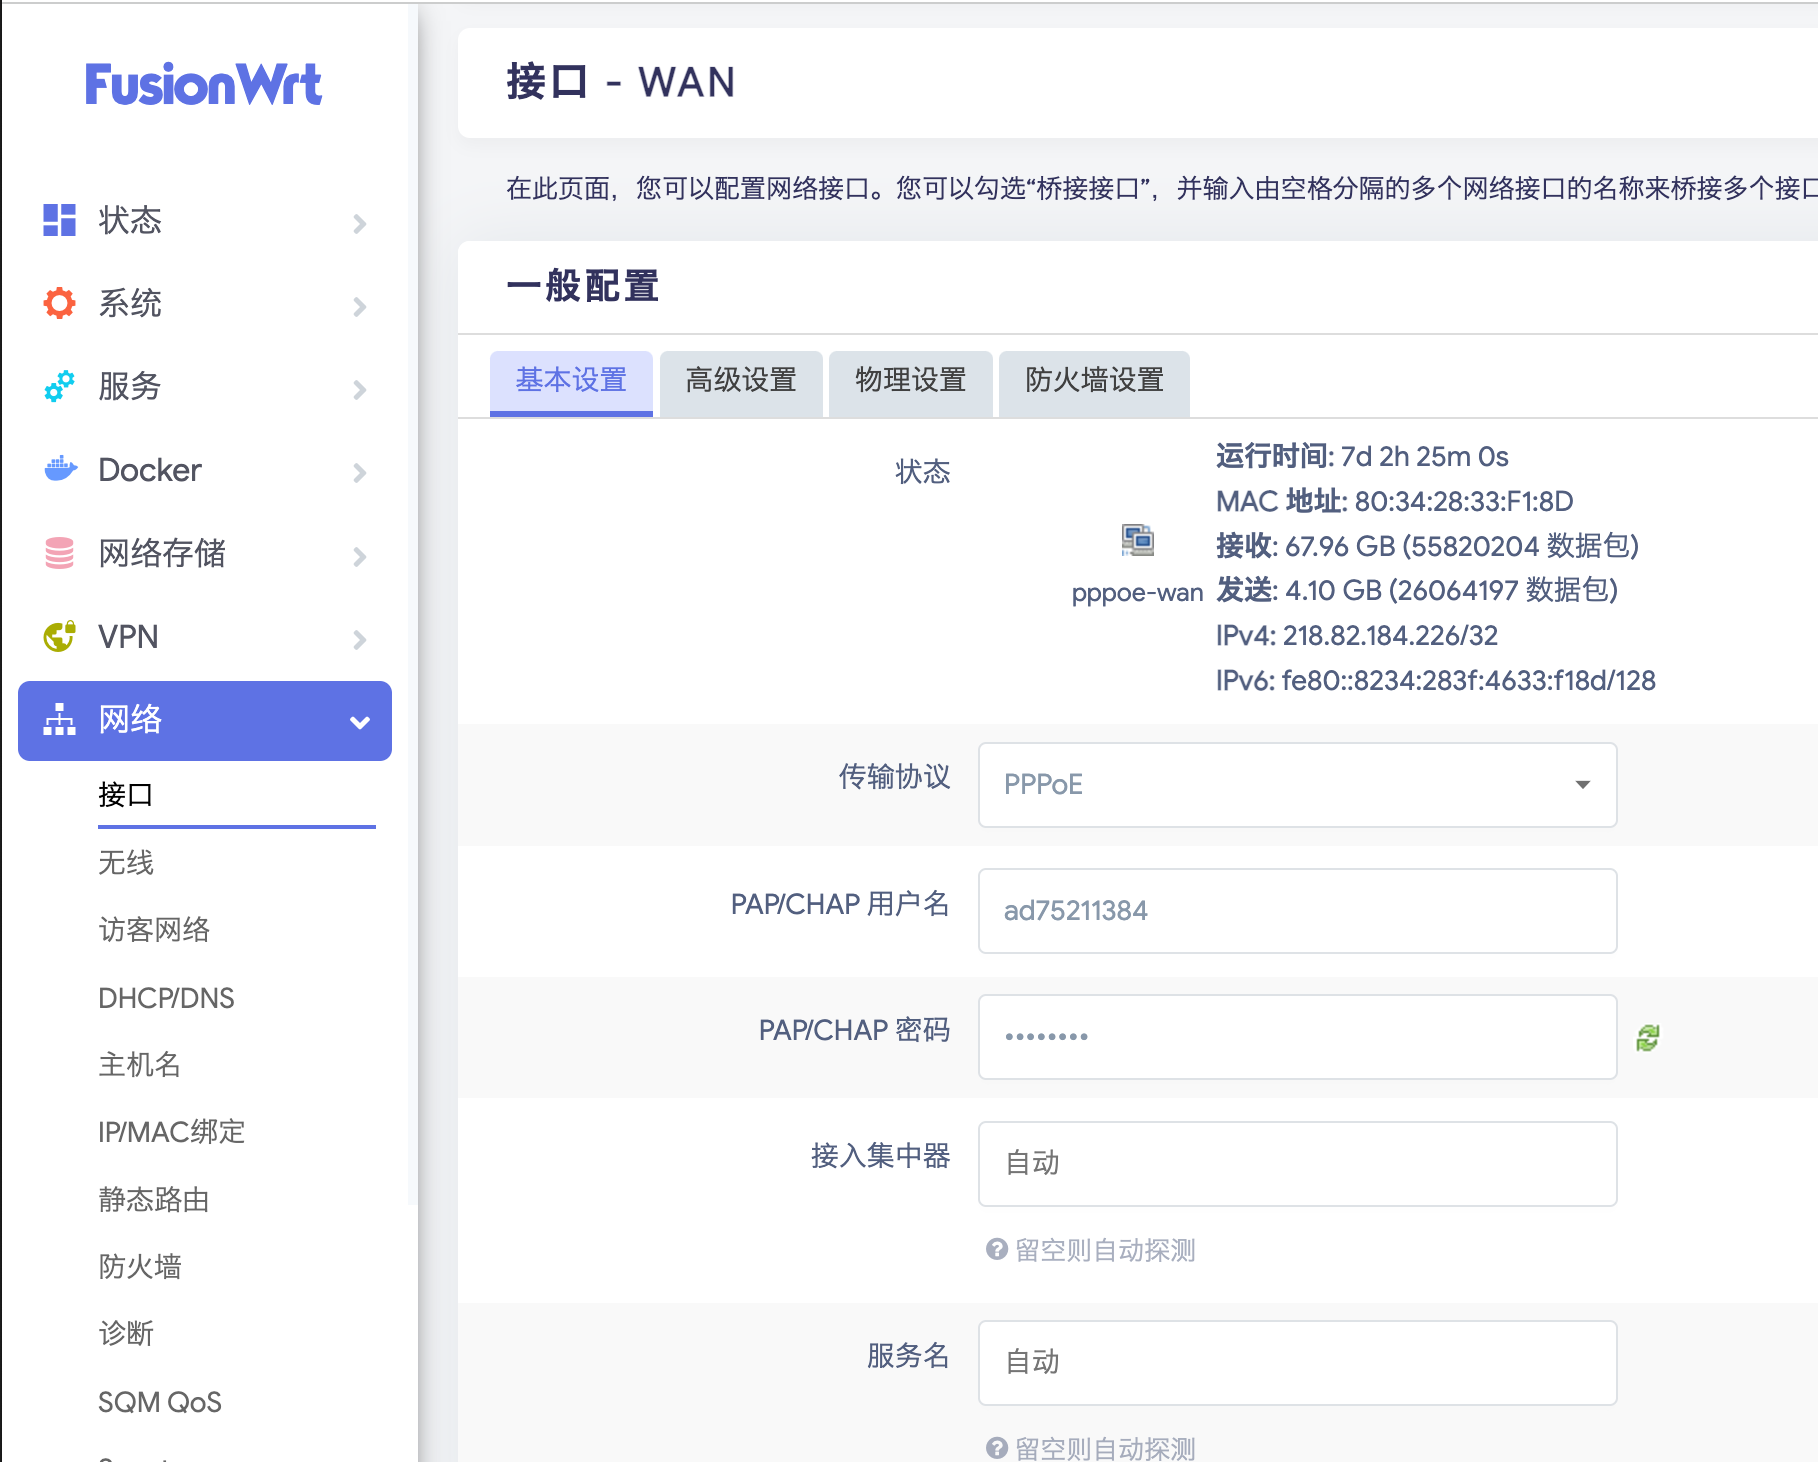 FusionWrt
状态
系统
服务
Docker
网络存储
VPN
网络
接口
无线
访客网络
DHCP/DNS
主机名
IP/MAC绑定
静态路由
防火墙
诊断
SQM QoS
接口 - WAN
在此页面，您可以配置网络接口。您可以勾选“桥接接口”，并输入由空格分隔的多个网络接口的名称来桥接多个接口
一般配置
基本设置 高级设置 物理设置 防火墙设置
状态
pppoe-wan
运行时间: 7d 2h 25m 0s
MAC 地址: 80:34:28:33:F1:8D
接收: 67.96 GB (55820204 数据包)
发送: 4.10 GB (26064197 数据包)
IPv4: 218.82.184.226/32
IPv6: fe80::8234:283f:4633:f18d/128
传输协议 PPPoE
PAP/CHAP 用户名 ad75211384
PAP/CHAP 密码 ••••••••
接入集中器 自动
留空则自动探测
服务名 自动
留空则自动探测